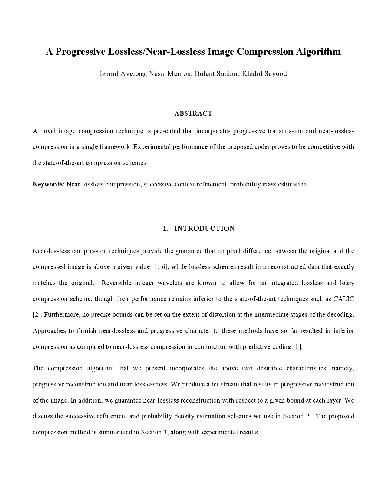 A Progressive Lossless/Near-Lossless Image Compression Algorithm
Ismail Avcibas, Nasir Memon, Bulent Sankur, Khalid Sayood
ABSTRACT
A novel image compression technique is presented that incorporates progressive transmission and near-lossless
compression in a single framework. Experimental performance of the proposed coder proves to be competitive with
the state-of-the-art compression schemes.
Keywords: Near-lossless compression, successive context refinement, probability mass estimation
1. INTRODUCTION
Near-lossless compression techniques provide the guarantee that no pixel difference between the original and the
compressed image is above a given value, while lossless schemes result in reconstructed data that exactly
matches the original. Reversible integer wavelets are known to allow for an integrated lossless and lossy
compression scheme, though their performance remains inferior to the state-of-the-art techniques such as CALIC
[2]. Furthermore, no precise bounds can be set on the extent of distortion at the intermediate stages of the decoding.
Approaches to furnish near-lossless and progressive character to these methods have so far resulted in inferior
compression as compared to near-lossless compression in conjunction with predictive coding [1].
The compression algorithm that we present incorporates the above two desirable characteristics, namely,
progressive reconstruction and near-losslessness. We produce a bit stream that results in progressive reconstruction
of the image. In addition, we guarantee near-lossless reconstruction with respect to a given bound at each layer. We
discuss the successive refinement and probability density estimation schemes we use in Section 2. The proposed
compression method is summarized in Section 3, along with experimental results.